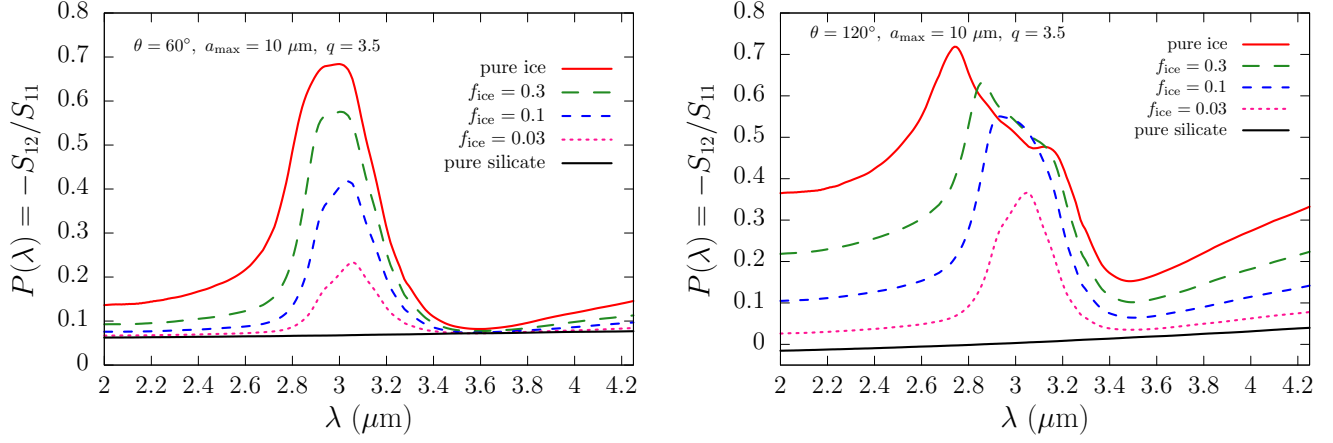 P(λ) = −S₁₂/S₁₁
0.8
0.7
0.6
0.5
0.4
0.3
0.2
0.1
0
θ = 60°, a_max = 10 μm, q = 3.5
pure ice
f_ice = 0.3
f_ice = 0.1
f_ice = 0.03
pure silicate
2 2.2 2.4 2.6 2.8 3 3.2 3.4 3.6 3.8 4 4.2
λ (μm)
P(λ) = −S₁₂/S₁₁
0.8
0.7
0.6
0.5
0.4
0.3
0.2
0.1
0
θ = 120°, a_max = 10 μm, q = 3.5
pure ice
f_ice = 0.3
f_ice = 0.1
f_ice = 0.03
pure silicate
2 2.2 2.4 2.6 2.8 3 3.2 3.4 3.6 3.8 4 4.2
λ (μm)